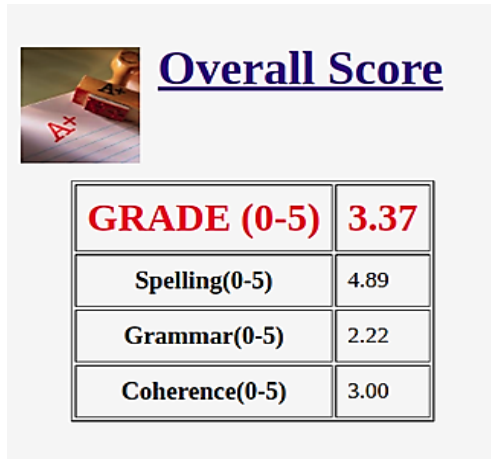 Overall Score
A+
A+
GRADE (0-5) 3.37
Spelling(0-5) 4.89
Grammar(0-5) 2.22
Coherence(0-5) 3.00